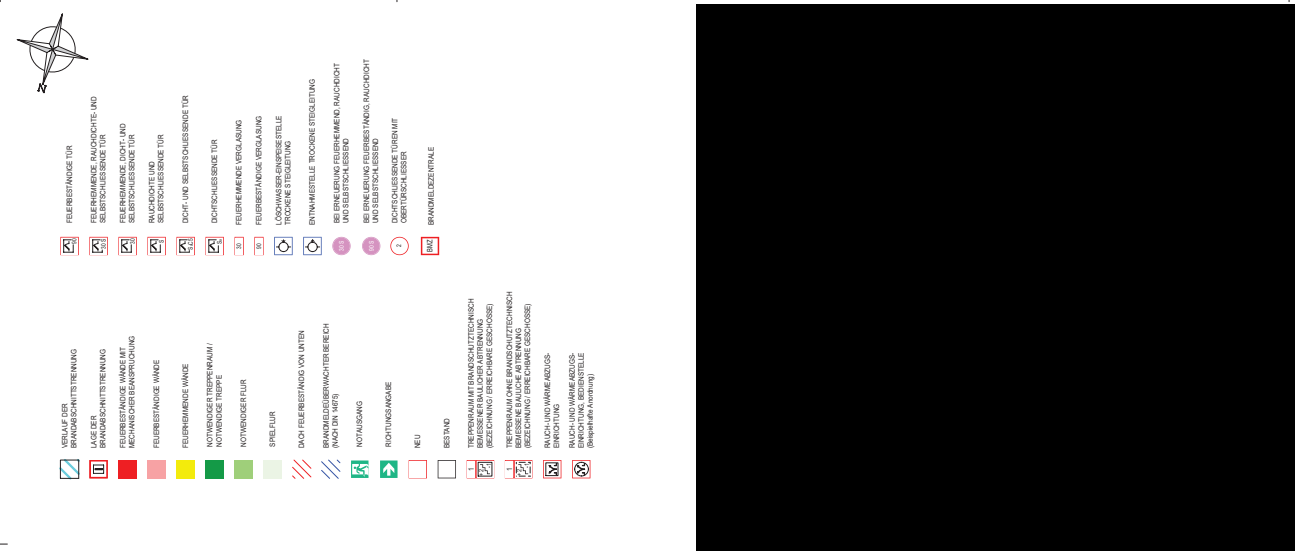 N
FEUERBESTÄNDIGE TÜR
FEUERHEMMENDE, RAUCHDICHTE- UND
SELBSTSCHLIESSENDE TÜR
FEUERHEMMENDE, DICHT- UND
SELBSTSCHLIESSENDE TÜR
RAUCHDICHTE UND
SELBSTSCHLIESSENDE TÜR
DICHT- UND SELBSTSCHLIESSENDE TÜR
DICHTSCHLIESSENDE TÜR
30
FEUERHEMMENDE VERGLASUNG
90
FEUERBESTÄNDIGE VERGLASUNG
LÖSCHWASSER-EINSPEISESTELLE
TROCKENE STEIGLEITUNG
ENTNAHMESTELLE TROCKENE STEIGLEITUNG
BEI ERNEUERUNG FEUERHEMMEND, RAUCHDICHT
UND SELBSTSCHLIESSEND
BEI ERNEUERUNG FEUERBESTÄNDIG, RAUCHDICHT
UND SELBSTSCHLIESSEND
2
DICHTSCHLIESSENDE TÜREN MIT
OBERTÜRSCHLIESSER
BMZ
BRANDMELDEZENTRALE
VERLAUF DER
BRANDABSCHNITTSTRENNUNG
LAGE DER
BRANDABSCHNITTSTRENNUNG
FEUERBESTÄNDIGE WÄNDE MIT
MECHANISCHER BEANSPRUCHUNG
FEUERBESTÄNDIGE WÄNDE
FEUERHEMMENDE WÄNDE
NOTWENDIGER TREPPENRAUM /
NOTWENDIGE TREPPE
NOTWENDIGER FLUR
SPIELFLUR
DACH FEUERBESTÄNDIG VON UNTEN
BRANDMELDEÜBERWACHTER BEREICH
(NACH DIN 14675)
NOTAUSGANG
RICHTUNGSANGABE
NEU
BESTAND
1
TREPPENRAUM MIT BRANDSCHUTZTECHNISCH
BEMESSENER BAULICHER ABTRENNUNG
(BEZEICHNUNG / ERREICHBARE GESCHOSSE)
1
TREPPENRAUM OHNE BRANDSCHUTZTECHNISCH
BEMESSENE BAULICHE ABTRENNUNG
(BEZEICHNUNG / ERREICHBARE GESCHOSSE)
RAUCH- UND WÄRMEABZUGS-
EINRICHTUNG
RAUCH- UND WÄRMEABZUGS-
EINRICHTUNG, BEDIENSTELLE
(Beispielhafte Anordnung)